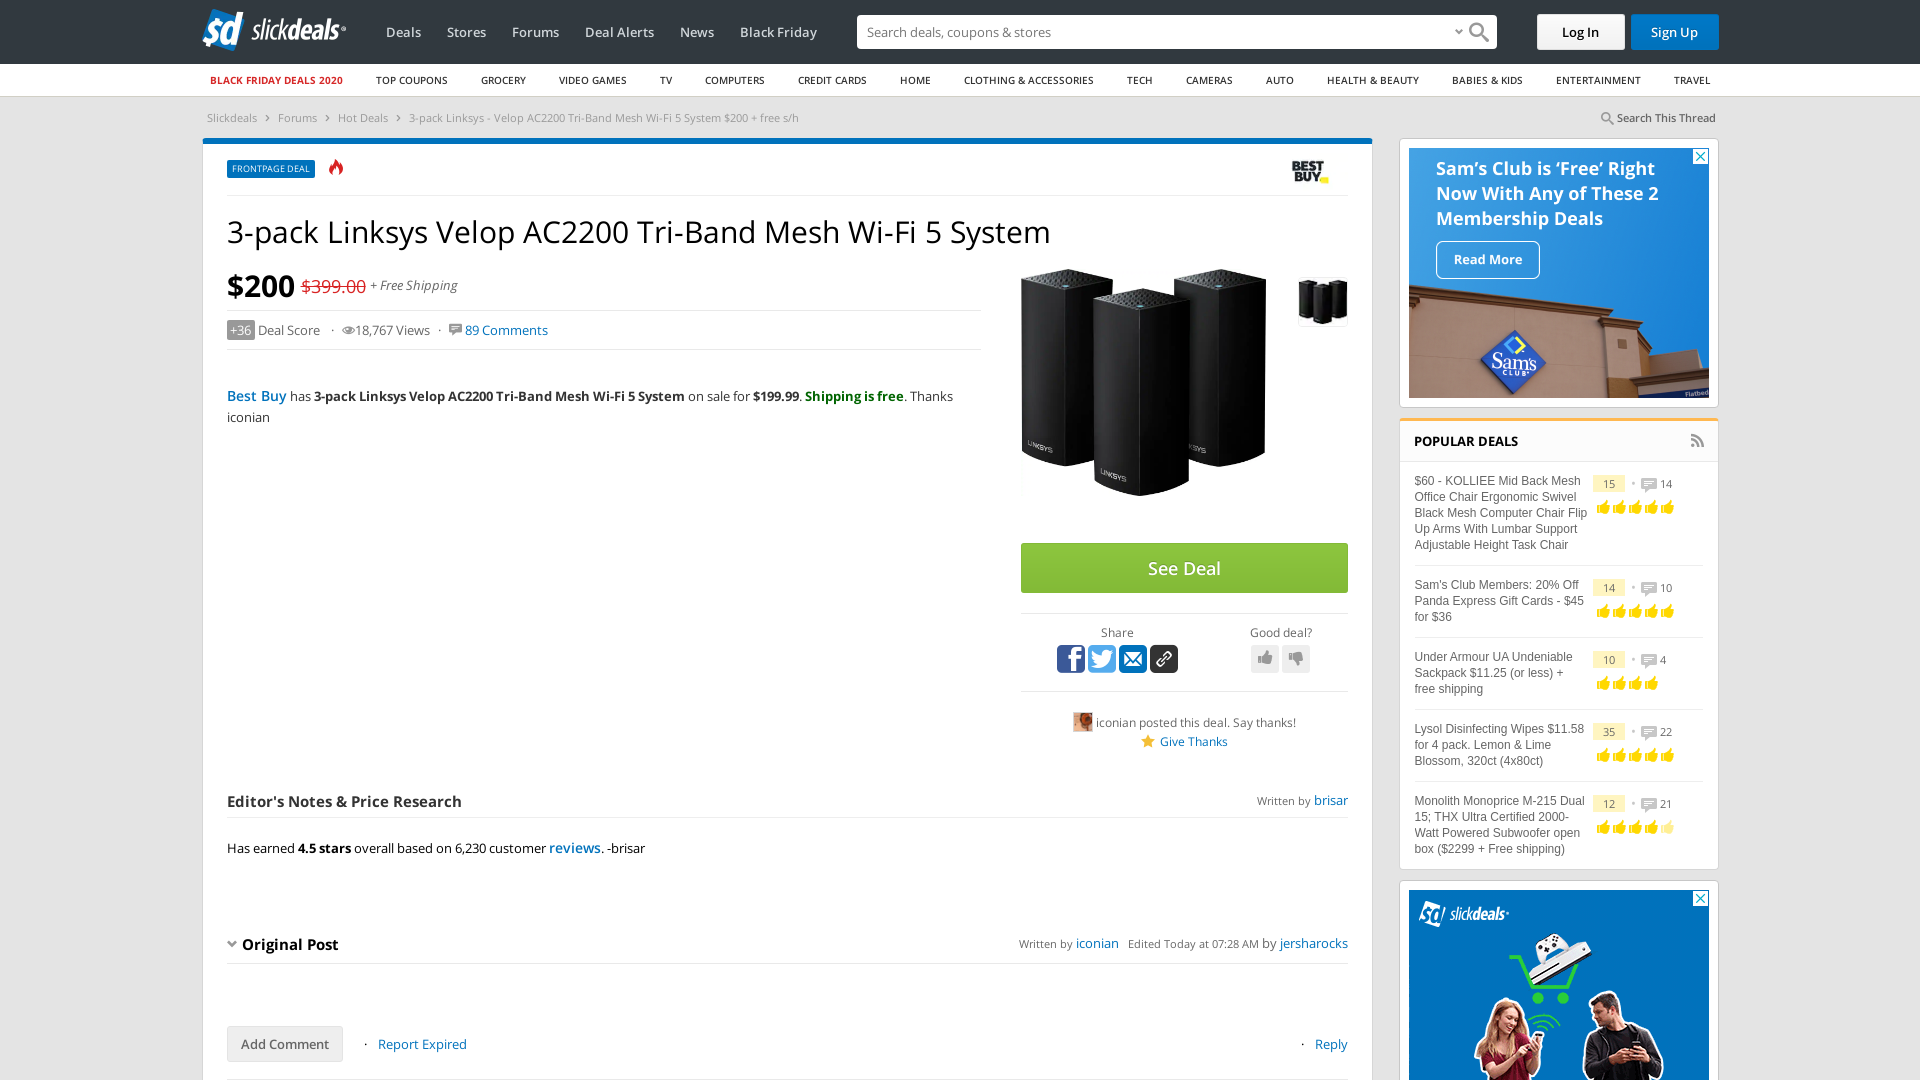 slickdeals
Deals
Stores
Forums
Deal Alerts
News
Black Friday
Search deals, coupons & stores
Log In
Sign Up
BLACK FRIDAY DEALS 2020
TOP COUPONS
GROCERY
VIDEO GAMES
TV
COMPUTERS
CREDIT CARDS
HOME
CLOTHING & ACCESSORIES
TECH
CAMERAS
AUTO
HEALTH & BEAUTY
BABIES & KIDS
ENTERTAINMENT
TRAVEL
Slickdeals › Forums › Hot Deals › 3-pack Linksys - Velop AC2200 Tri-Band Mesh Wi-Fi 5 System $200 + free s/h
Search This Thread
FRONTPAGE DEAL
BEST
BUY
3-pack Linksys Velop AC2200 Tri-Band Mesh Wi-Fi 5 System
$200 $399.00 + Free Shipping
+36 Deal Score · 18,767 Views · 89 Comments
Best Buy has 3-pack Linksys Velop AC2200 Tri-Band Mesh Wi-Fi 5 System on sale for $199.99. Shipping is free. Thanks
iconian
LINKSYS
LINKSYS
LINKSYS
See Deal
Share
Good deal?
iconian posted this deal. Say thanks!
Give Thanks
Editor's Notes & Price Research
Written by brisar
Has earned 4.5 stars overall based on 6,230 customer reviews. -brisar
Original Post
Written by iconian Edited Today at 07:28 AM by jersharocks
Add Comment
· Report Expired
· Reply
Sam's Club is ‘Free’ Right
Now With Any of These 2
Membership Deals
Read More
Sam's
CLUB
Flatbed
POPULAR DEALS
$60 - KOLLIEE Mid Back Mesh
Office Chair Ergonomic Swivel
Black Mesh Computer Chair Flip
Up Arms With Lumbar Support
Adjustable Height Task Chair
15 • 14
Sam's Club Members: 20% Off
Panda Express Gift Cards - $45
for $36
14 • 10
Under Armour UA Undeniable
Sackpack $11.25 (or less) +
free shipping
10 • 4
Lysol Disinfecting Wipes $11.58
for 4 pack. Lemon & Lime
Blossom, 320ct (4x80ct)
35 • 22
Monolith Monoprice M-215 Dual
15; THX Ultra Certified 2000-
Watt Powered Subwoofer open
box ($2299 + Free shipping)
12 • 21
slickdeals